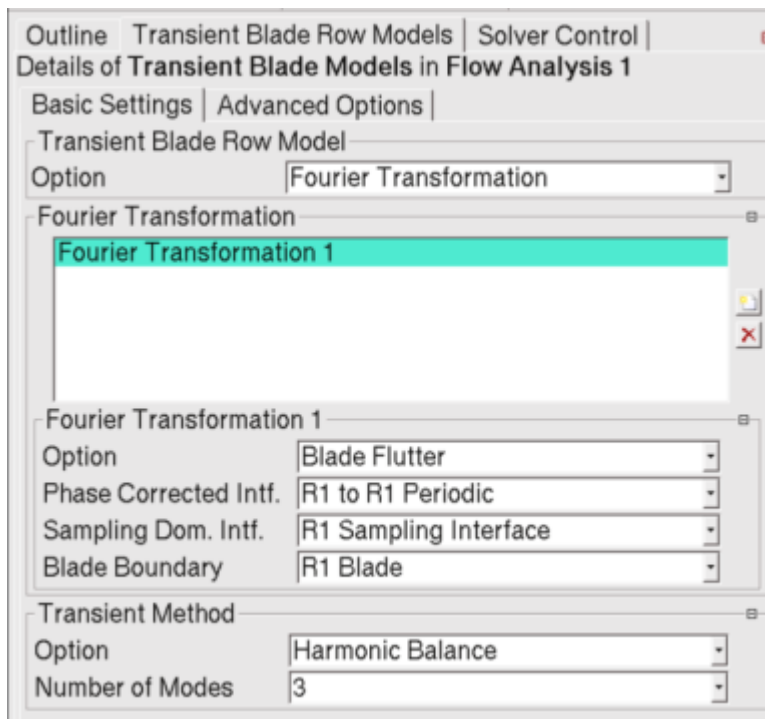 Outline Transient Blade Row Models Solver Control
Details of Transient Blade Models in Flow Analysis 1
Basic Settings Advanced Options
Transient Blade Row Model
Option Fourier Transformation
Fourier Transformation
Fourier Transformation 1
Fourier Transformation 1
Option Blade Flutter
Phase Corrected Intf. R1 to R1 Periodic
Sampling Dom. Intf. R1 Sampling Interface
Blade Boundary R1 Blade
Transient Method
Option Harmonic Balance
Number of Modes 3